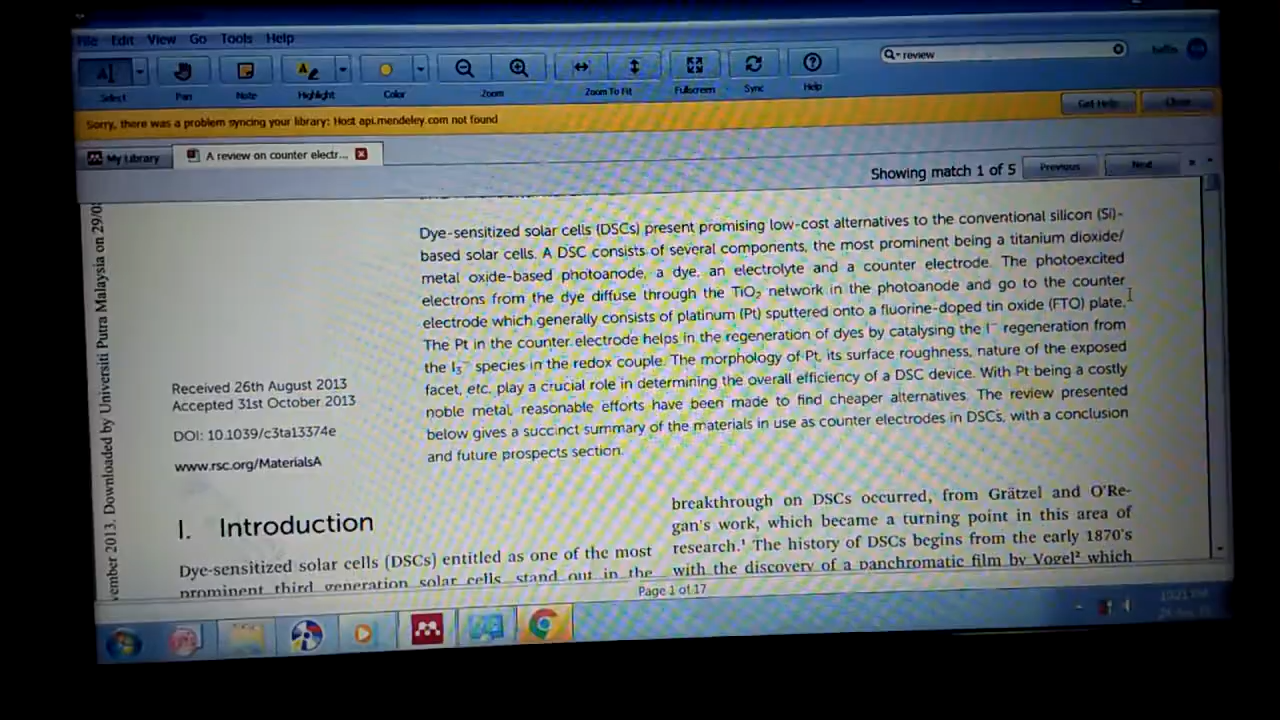 File Edit View Go Tools Help
review
Select Pan Note Highlight Color Zoom Zoom To Fit Fullscreen Sync Help
Sorry, there was a problem syncing your library: Host api.mendeley.com not found
Get Help Close
My Library
A review on counter electr...
Showing match 1 of 5
Previous Next
vember 2013. Downloaded by Universiti Putra Malaysia on 29/0
Dye-sensitized solar cells (DSCs) present promising low-cost alternatives to the conventional silicon (Si)-
based solar cells. A DSC consists of several components, the most prominent being a titanium dioxide/
metal oxide-based photoanode, a dye, an electrolyte and a counter electrode. The photoexcited
electrons from the dye diffuse through the TiO₂ network in the photoanode and go to the counter
electrode which generally consists of platinum (Pt) sputtered onto a fluorine-doped tin oxide (FTO) plate.
The Pt in the counter electrode helps in the regeneration of dyes by catalysing the I⁻ regeneration from
the I₃⁻ species in the redox couple. The morphology of Pt, its surface roughness, nature of the exposed
facet, etc. play a crucial role in determining the overall efficiency of a DSC device. With Pt being a costly
noble metal, reasonable efforts have been made to find cheaper alternatives. The review presented
below gives a succinct summary of the materials in use as counter electrodes in DSCs, with a conclusion
and future prospects section.
Received 26th August 2013
Accepted 31st October 2013
DOI: 10.1039/c3ta13374e
www.rsc.org/MaterialsA
I. Introduction
Dye-sensitized solar cells (DSCs) entitled as one of the most
prominent third generation solar cells, stand out in the
breakthrough on DSCs occurred, from Grätzel and O'Re-
gan's work, which became a turning point in this area of
research.¹ The history of DSCs begins from the early 1870's
with the discovery of a panchromatic film by Vogel² which
Page 1 of 17